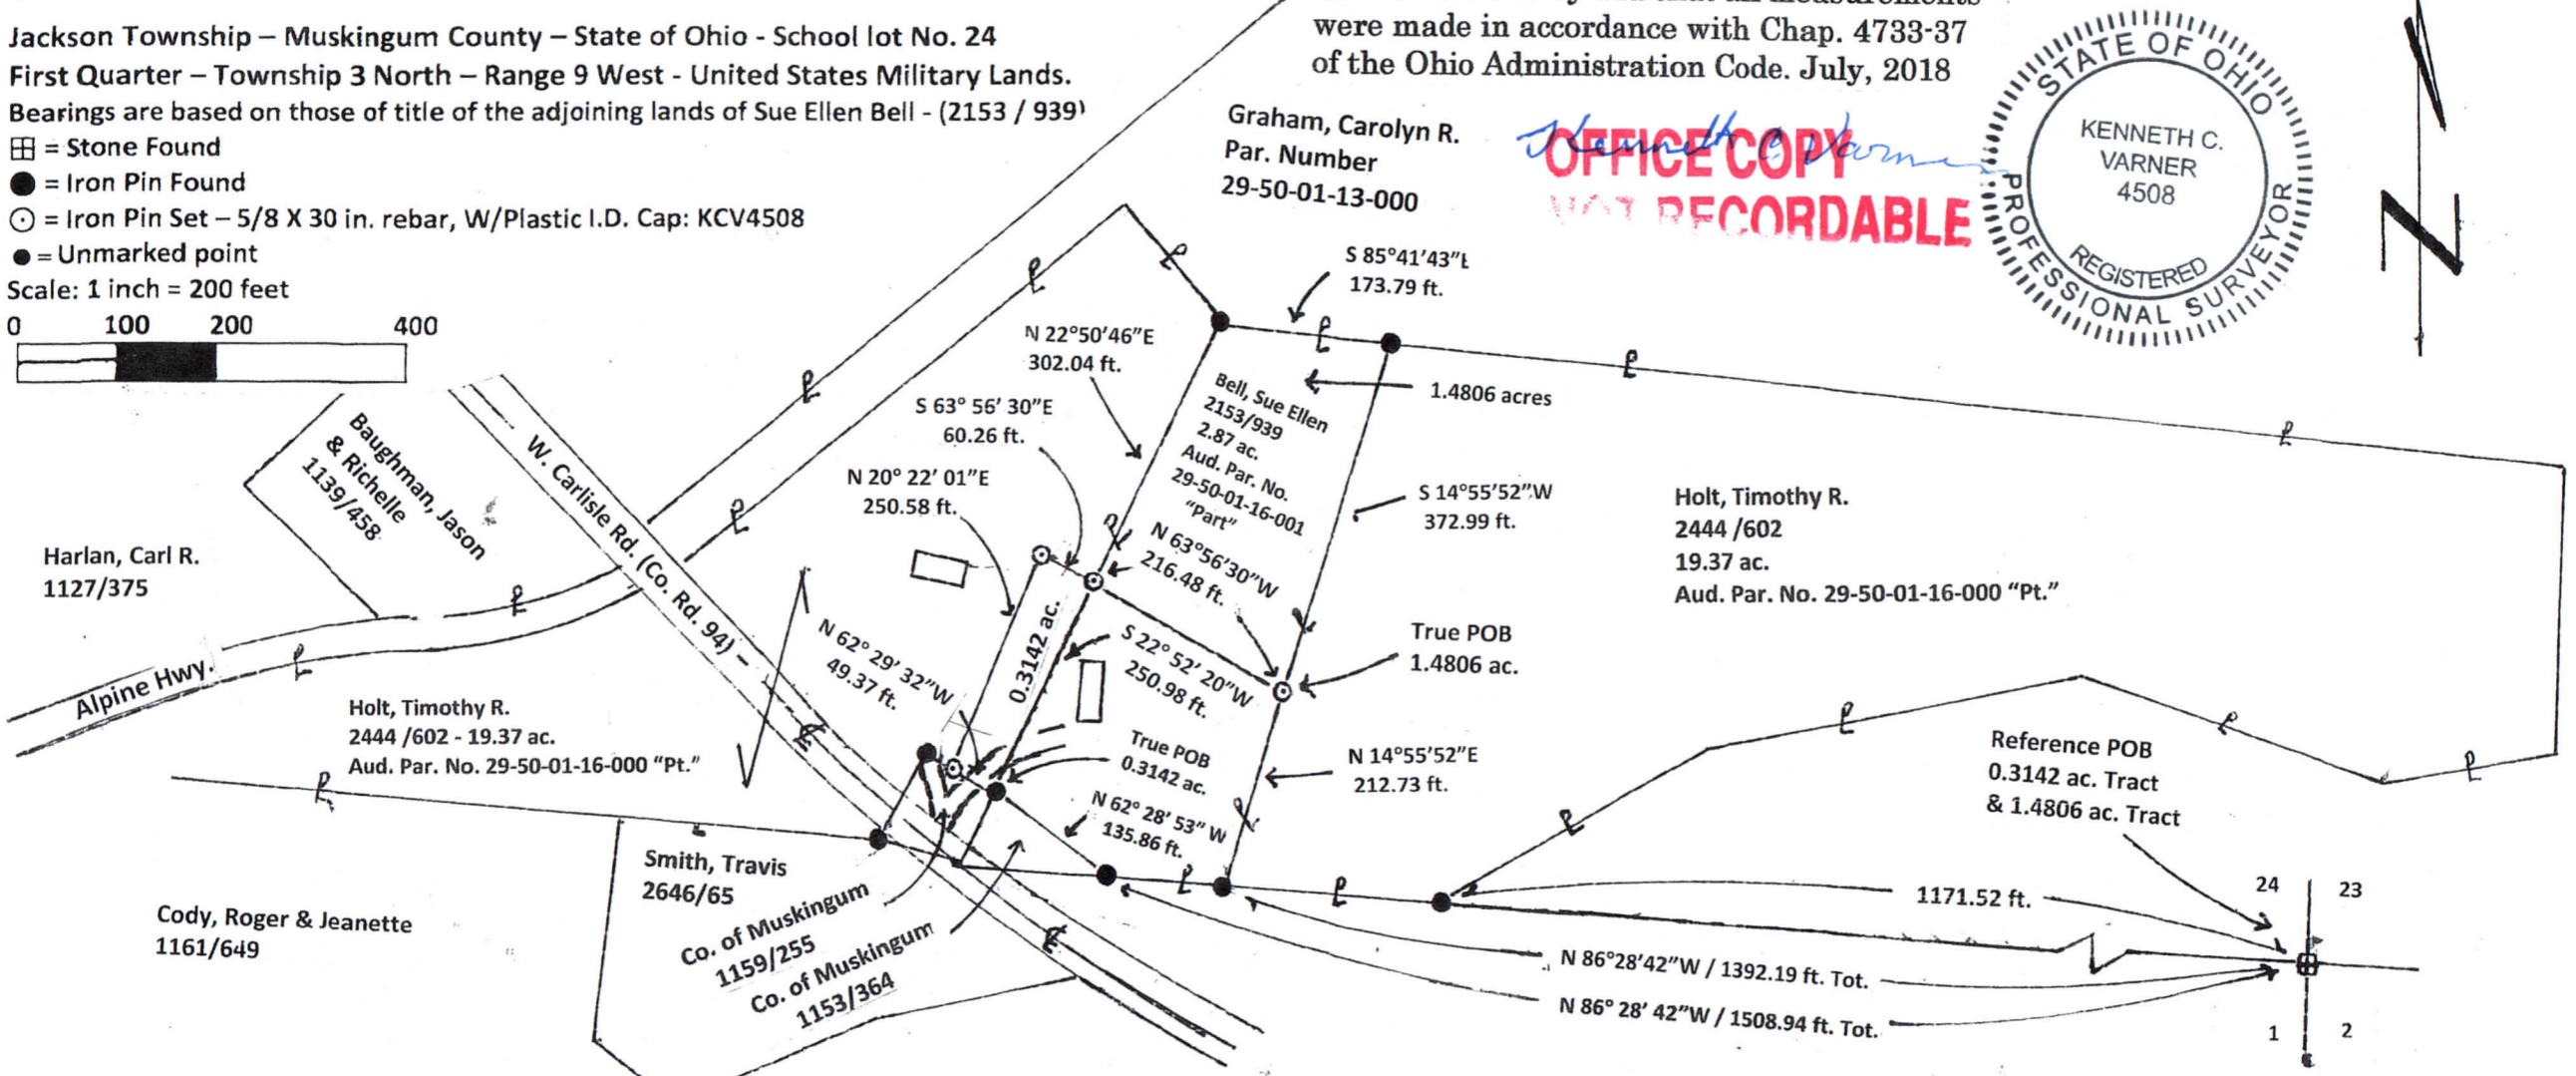 Jackson Township – Muskingum County – State of Ohio - School lot No. 24
First Quarter – Township 3 North – Range 9 West - United States Military Lands.
Bearings are based on those of title of the adjoining lands of Sue Ellen Bell - (2153 / 939)
= Stone Found
= Iron Pin Found
= Iron Pin Set – 5/8 X 30 in. rebar, W/Plastic I.D. Cap: KCV4508
= Unmarked point
Scale: 1 inch = 200 feet
0 100 200 400
were made in accordance with Chap. 4733-37
of the Ohio Administration Code. July, 2018
Kenneth C. Varner
OFFICE COPY
NOT RECORDABLE
STATE OF OHIO
KENNETH C.
VARNER
4508
REGISTERED
PROFESSIONAL SURVEYOR
N
Graham, Carolyn R.
Par. Number
29-50-01-13-000
S 85°41'43"E
173.79 ft.
N 22°50'46"E
302.04 ft.
S 63° 56' 30"E
60.26 ft.
N 20° 22' 01"E
250.58 ft.
Bell, Sue Ellen
2153/939
2.87 ac.
Aud. Par. No.
29-50-01-16-001
"Part"
1.4806 acres
N 63°56'30"W
216.48 ft.
S 14°55'52"W
372.99 ft.
Holt, Timothy R.
2444 /602
19.37 ac.
Aud. Par. No. 29-50-01-16-000 "Pt."
Baughman, Jason
& Richelle
1139/458
W. Carlisle Rd. (Co. Rd. 94) –
Harlan, Carl R.
1127/375
Alpine Hwy.
N 62° 29' 32"W
49.37 ft.
0.3142 ac.
S 22° 52' 20"W
250.98 ft.
True POB
1.4806 ac.
Holt, Timothy R.
2444 /602 - 19.37 ac.
Aud. Par. No. 29-50-01-16-000 "Pt."
True POB
0.3142 ac.
N 62° 28' 53" W
135.86 ft.
N 14°55'52"E
212.73 ft.
Reference POB
0.3142 ac. Tract
& 1.4806 ac. Tract
Smith, Travis
2646/65
Co. of Muskingum
1159/255
Co. of Muskingum
1153/364
Cody, Roger & Jeanette
1161/649
1171.52 ft.
N 86°28'42"W / 1392.19 ft. Tot.
N 86° 28' 42"W / 1508.94 ft. Tot.
24 23
1 2